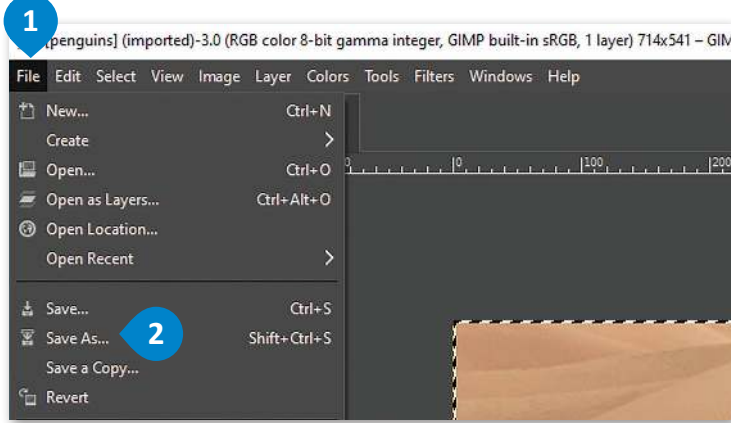 1
[penguins] (imported)-3.0 (RGB color 8-bit gamma integer, GIMP built-in sRGB, 1 layer) 714x541 – GIM
File Edit Select View Image Layer Colors Tools Filters Windows Help
New... Ctrl+N
Create
Open... Ctrl+O
0 100 200
Open as Layers... Ctrl+Alt+O
Open Location...
Open Recent
Save... Ctrl+S
Save As... 2 Shift+Ctrl+S
Save a Copy...
Revert